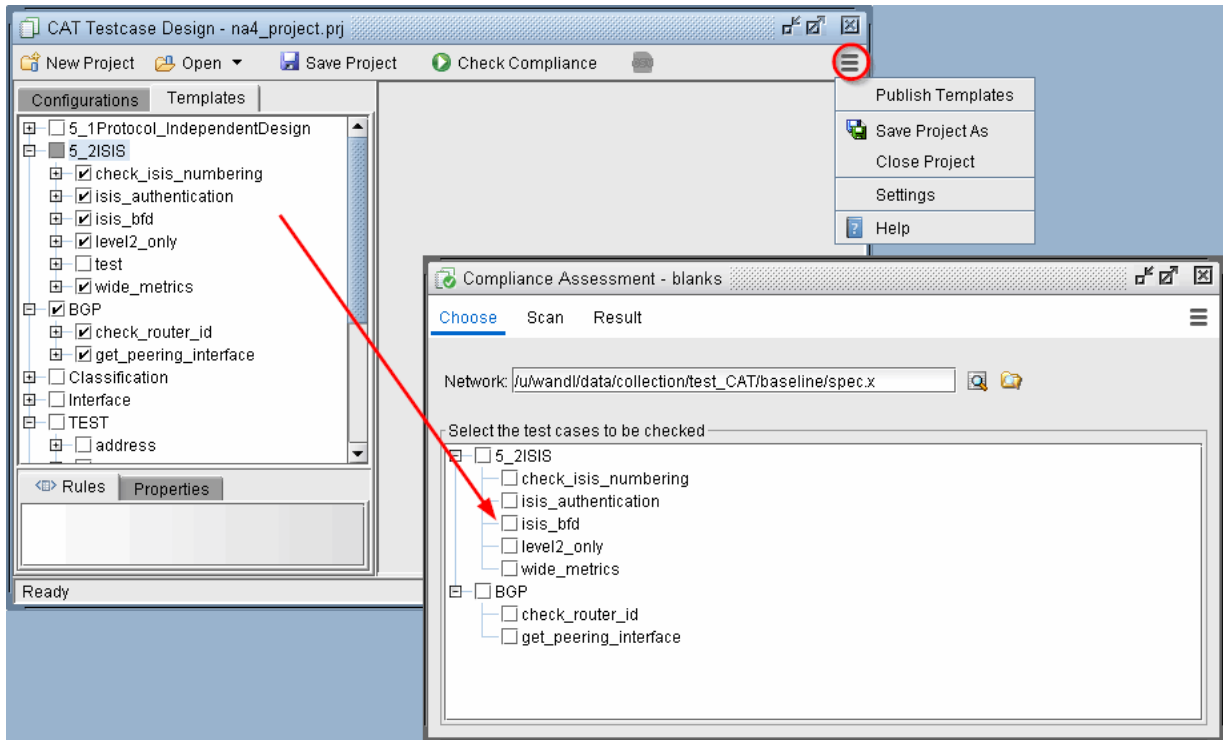 CAT Testcase Design - na4_project.prj
New Project Open Save Project Check Compliance
Configurations Templates
5_1Protocol_IndependentDesign
5_2ISIS
check_isis_numbering
isis_authentication
isis_bfd
level2_only
test
wide_metrics
BGP
check_router_id
get_peering_interface
Classification
Interface
TEST
address
Rules Properties
Ready
Publish Templates
Save Project As
Close Project
Settings
Help
Compliance Assessment - blanks
Choose Scan Result
Network: /u/wandl/data/collection/test_CAT/baseline/spec.x
Select the test cases to be checked
5_2ISIS
check_isis_numbering
isis_authentication
isis_bfd
level2_only
wide_metrics
BGP
check_router_id
get_peering_interface